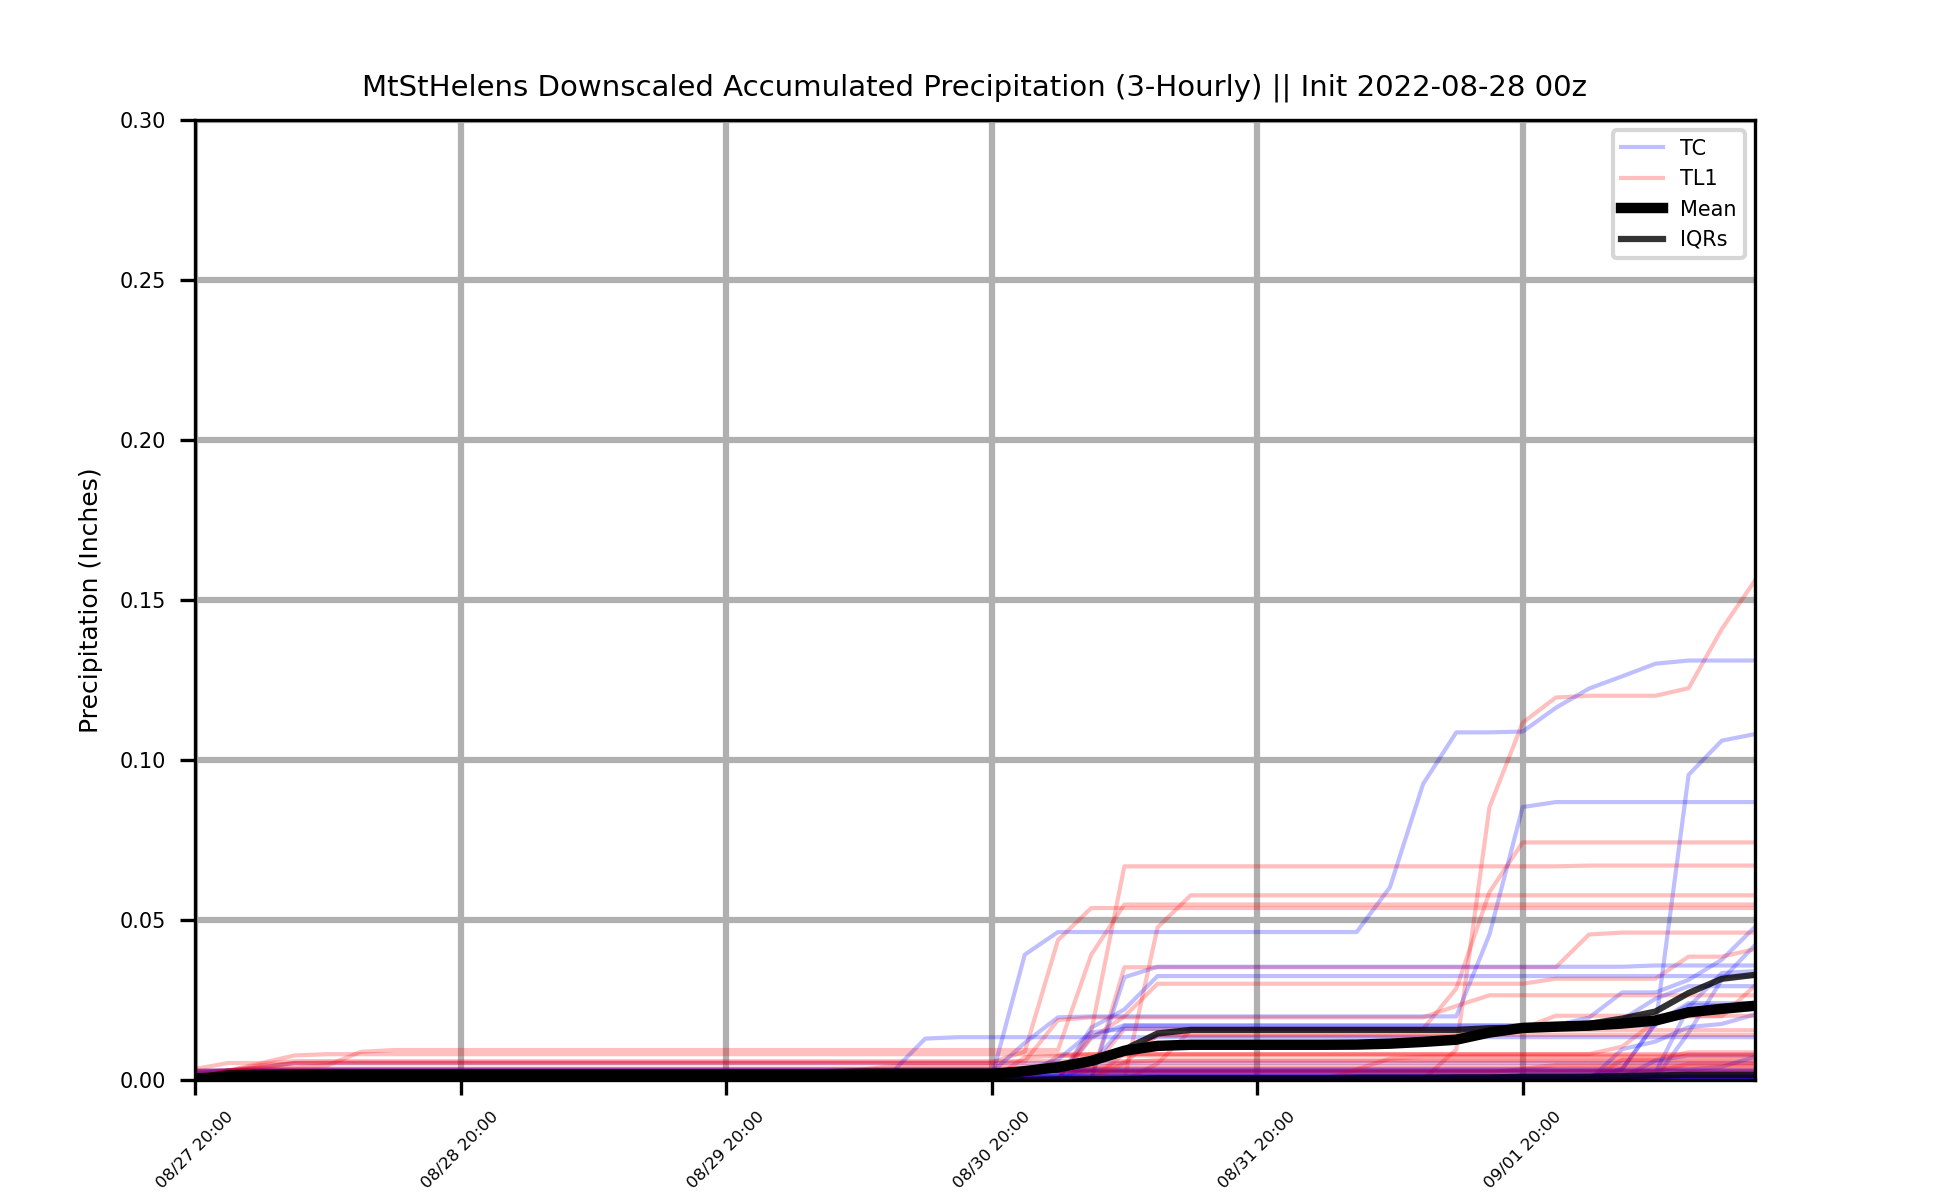 MtStHelens Downscaled Accumulated Precipitation (3-Hourly) || Init 2022-08-28 00z
TC
TL1
Mean
IQRs
Precipitation (Inches)
0.30
0.25
0.20
0.15
0.10
0.05
0.00
08/27 20:00
08/28 20:00
08/29 20:00
08/30 20:00
08/31 20:00
09/01 20:00